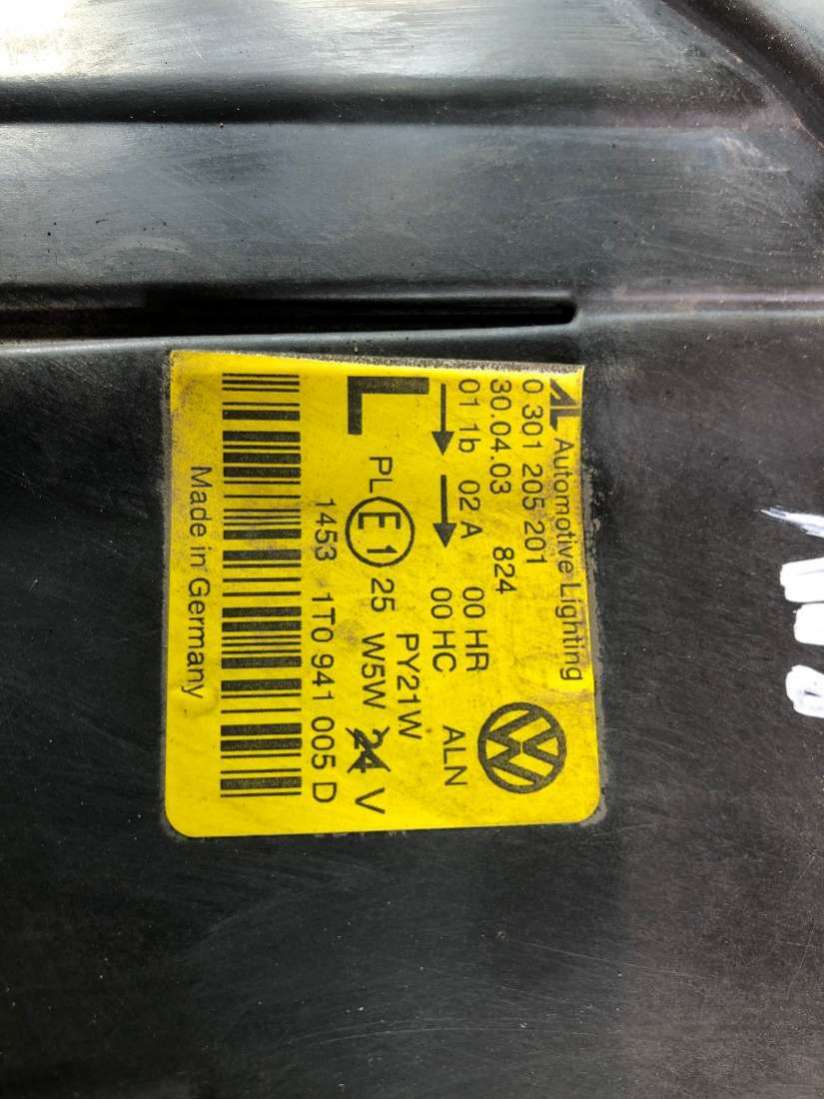 AL Automotive Lighting
0 301 205 201
30.04.03 824
01 1b 02 A 00 HR
00 HC ALN
L PL E1 25 PY21W
W5W 24 V
1453 1T0 941 005 D
Made in Germany
VW